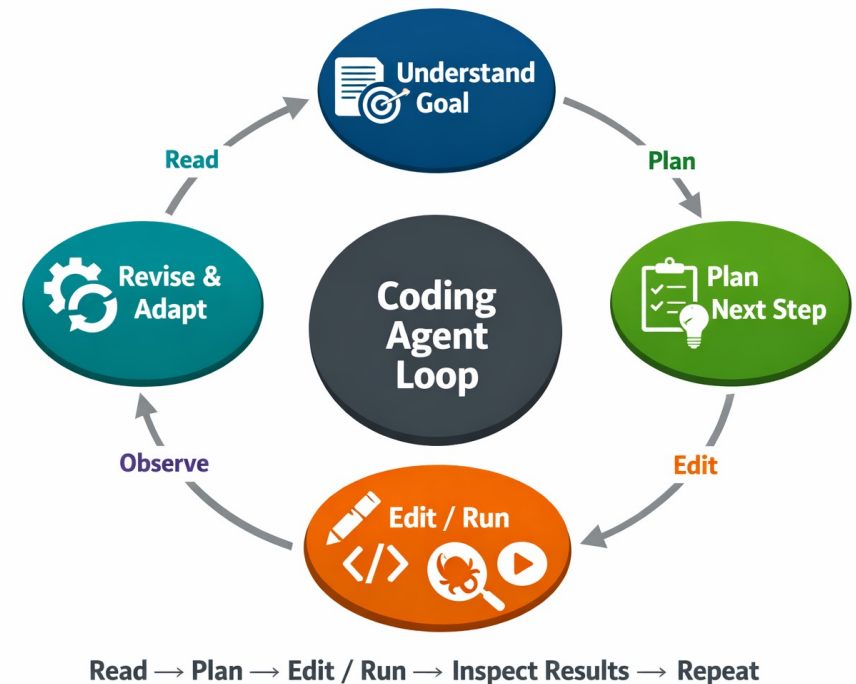 Understand
Goal
Read
Plan
Revise &
Adapt
Coding
Agent
Loop
Plan
Next Step
Observe
Edit
Edit / Run
</>
Read → Plan → Edit / Run → Inspect Results → Repeat